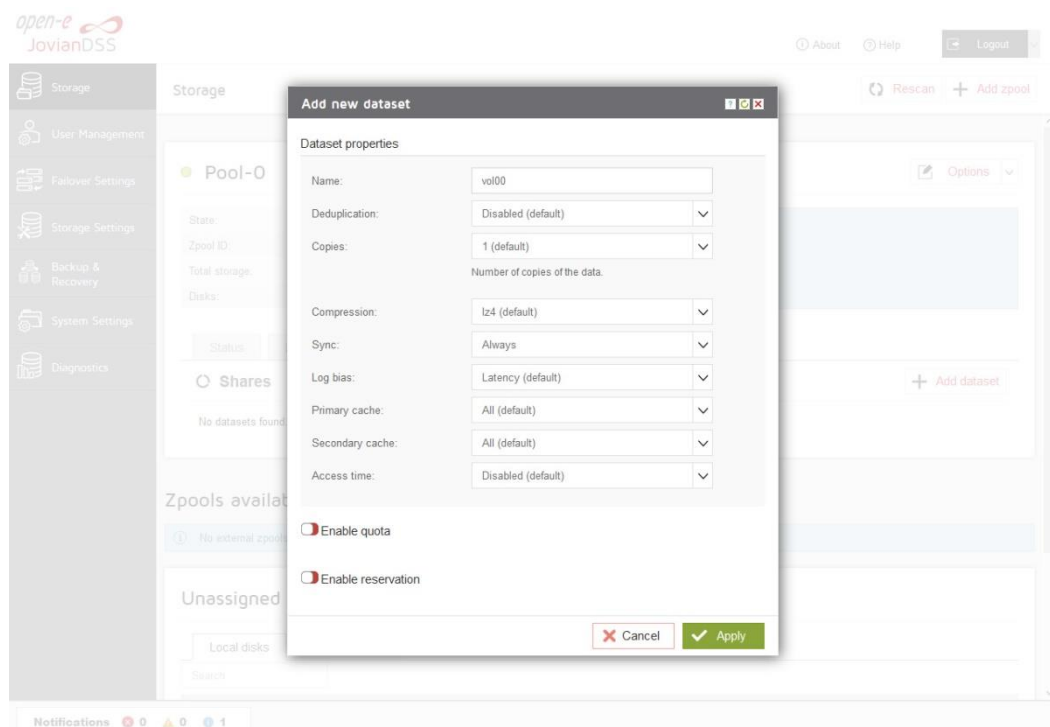 open-e
JovianDSS
About
Help
Logout
Storage
User Management
Failover Settings
Storage Settings
Backup &
Recovery
System Settings
Diagnostics
Storage
Rescan
Add zpool
Pool-0
Options
State:
Zpool ID:
Total storage:
Disks:
Status
Shares
Add dataset
No datasets found
Zpools availab
No external zpools
Unassigned
Local disks
Search
Add new dataset
Dataset properties
Name: vol00
Deduplication: Disabled (default)
Copies: 1 (default)
Number of copies of the data.
Compression: lz4 (default)
Sync: Always
Log bias: Latency (default)
Primary cache: All (default)
Secondary cache: All (default)
Access time: Disabled (default)
Enable quota
Enable reservation
Cancel
Apply
Notifications 0 0 1